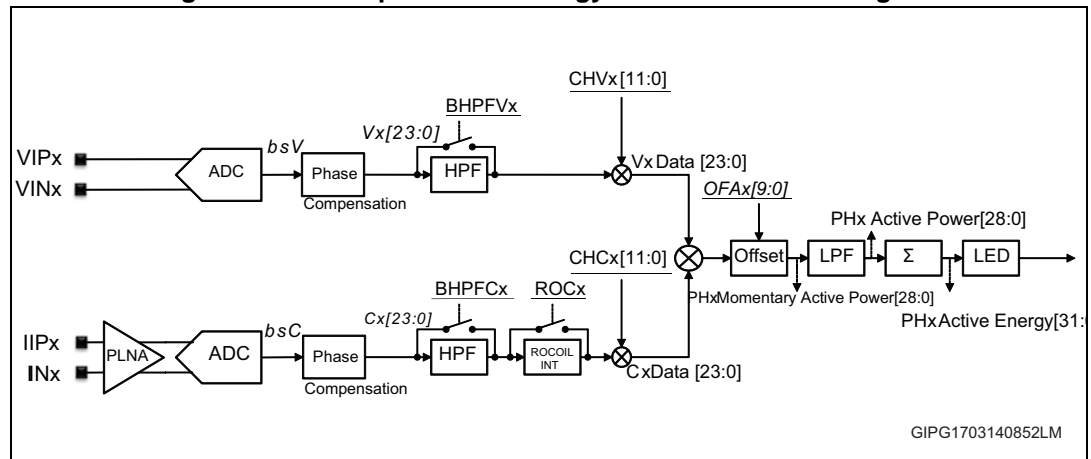 CHVx[11:0]
BHPFVx
bsV
Vx[23:0]
VIPx
VINx
ADC
Phase
Compensation
HPF
VxData [23:0]
OFAx[9:0]
PHx Active Power[28:0]
CHCx[11:0]
Offset
LPF
Σ
LED
PHxMomentary Active Power[28:0]
PHxActive Energy[31:
BHPFCx
ROCx
bsC
Cx[23:0]
IIPx
INx
PLNA
ADC
Phase
Compensation
HPF
ROCOIL
INT
CxData [23:0]
GIPG1703140852LM